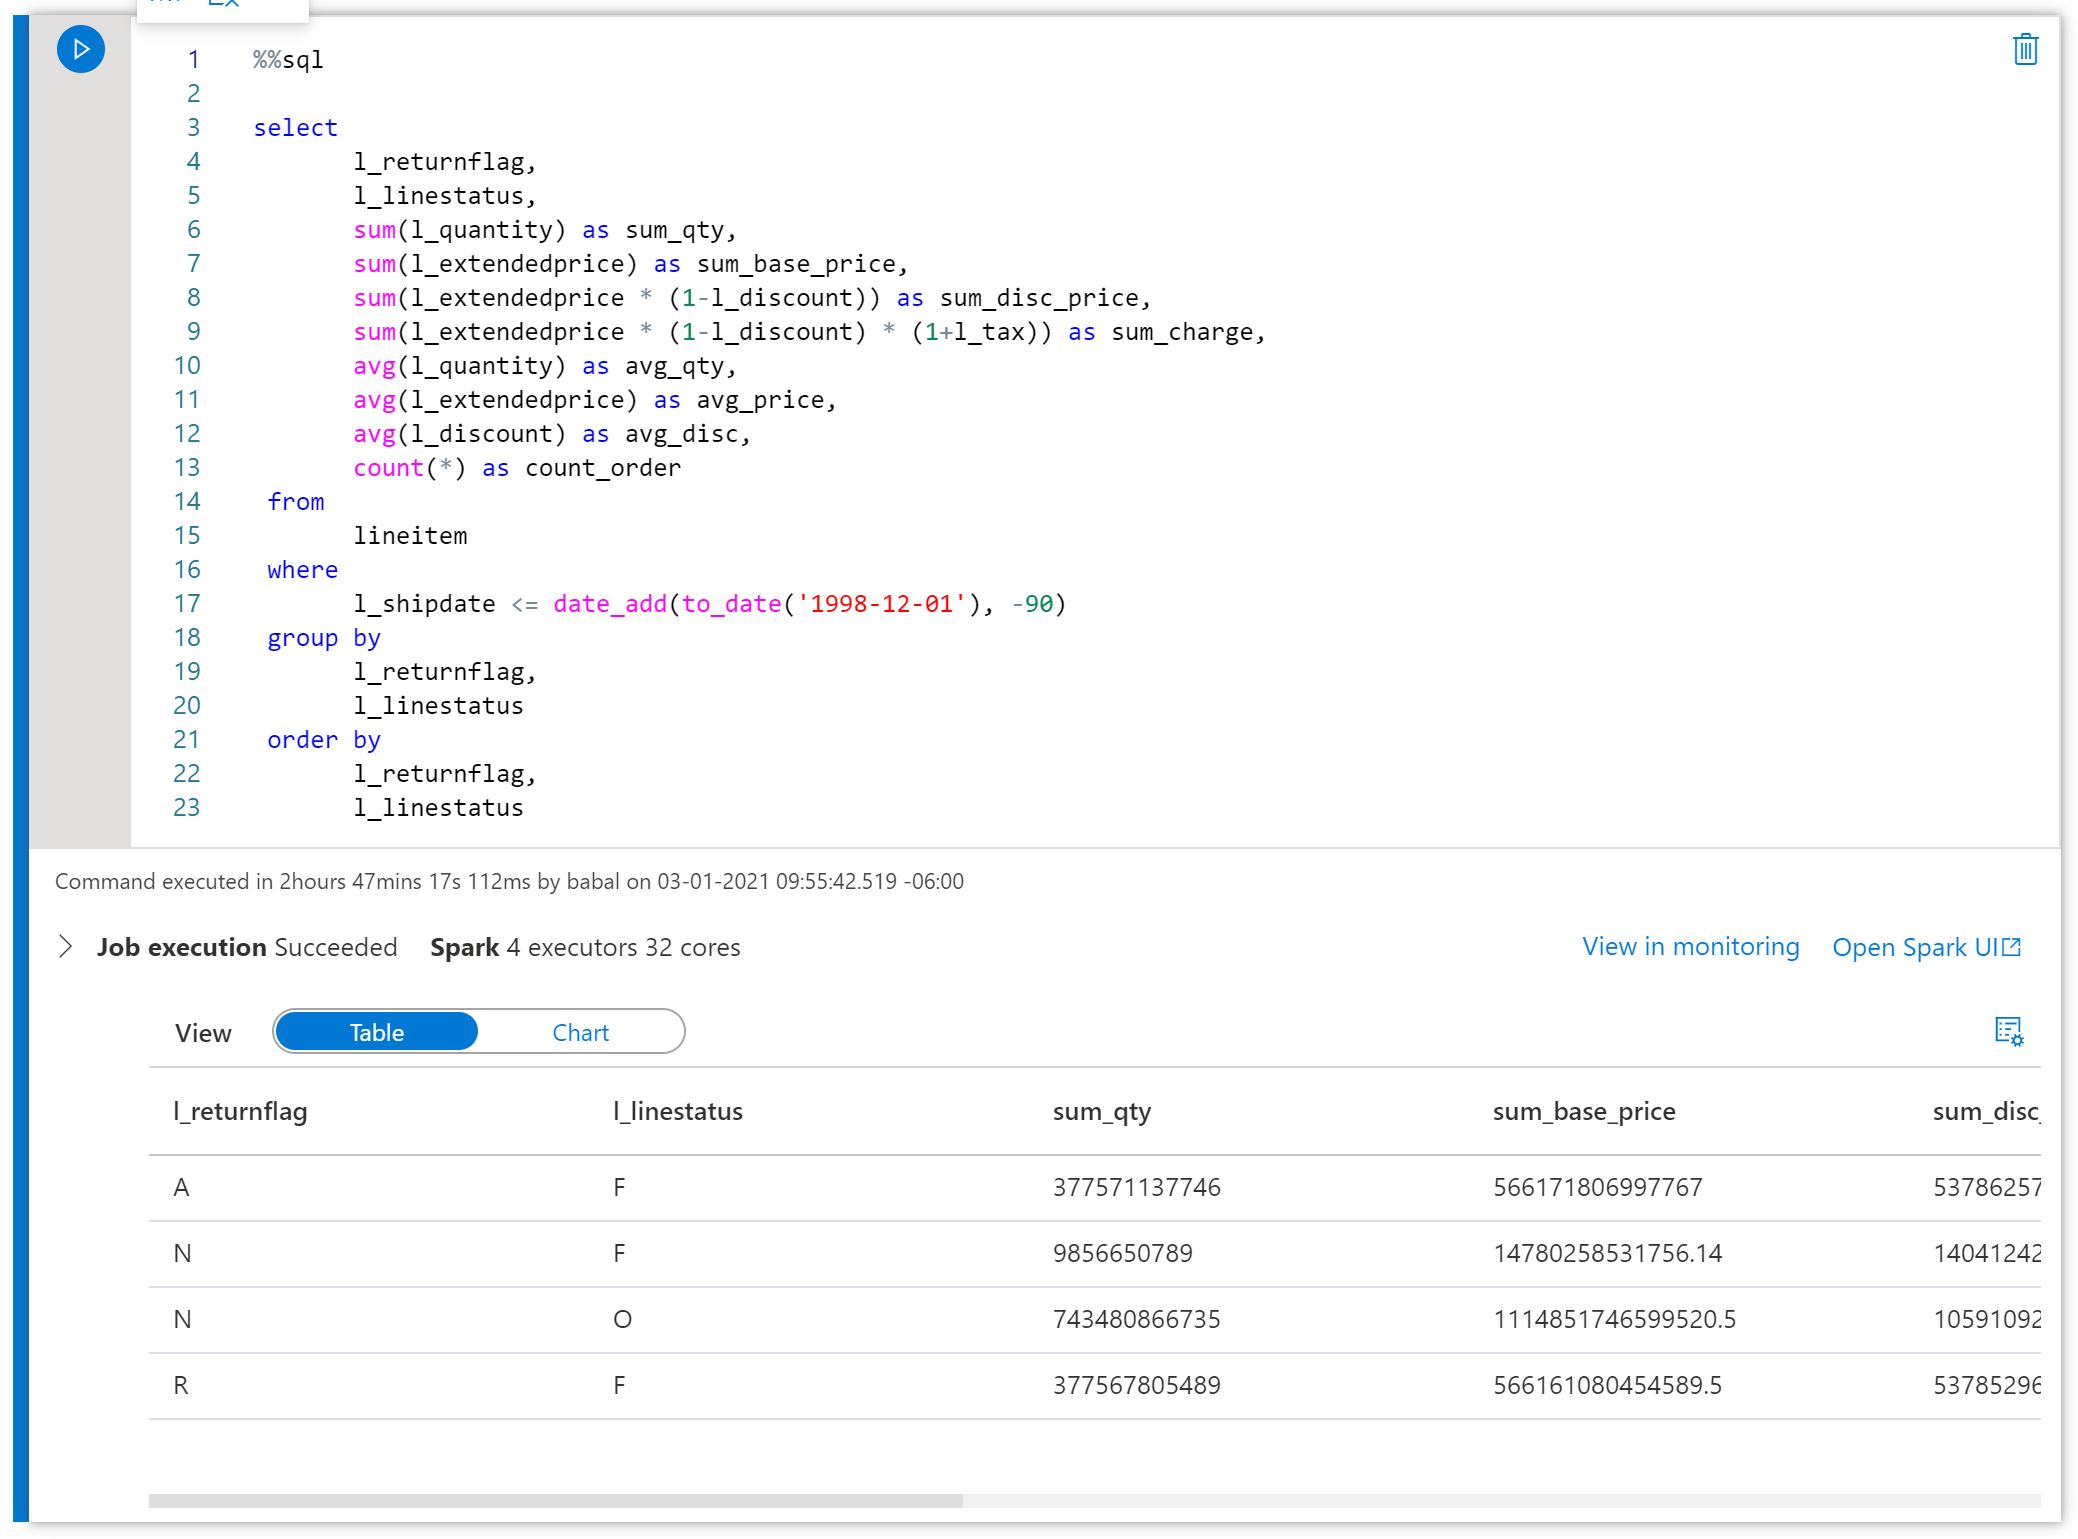 1 %%sql
2
3 select
4 l_returnflag,
5 l_linestatus,
6 sum(l_quantity) as sum_qty,
7 sum(l_extendedprice) as sum_base_price,
8 sum(l_extendedprice * (1-l_discount)) as sum_disc_price,
9 sum(l_extendedprice * (1-l_discount) * (1+l_tax)) as sum_charge,
10 avg(l_quantity) as avg_qty,
11 avg(l_extendedprice) as avg_price,
12 avg(l_discount) as avg_disc,
13 count(*) as count_order
14 from
15 lineitem
16 where
17 l_shipdate <= date_add(to_date('1998-12-01'), -90)
18 group by
19 l_returnflag,
20 l_linestatus
21 order by
22 l_returnflag,
23 l_linestatus
Command executed in 2hours 47mins 17s 112ms by babal on 03-01-2021 09:55:42.519 -06:00
Job execution Succeeded Spark 4 executors 32 cores View in monitoring Open Spark UI
View Table Chart
l_returnflag l_linestatus sum_qty sum_base_price sum_disc_
A F 377571137746 566171806997767 53786257
N F 9856650789 14780258531756.14 14041242
N O 743480866735 1114851746599520.5 10591092
R F 377567805489 566161080454589.5 53785296